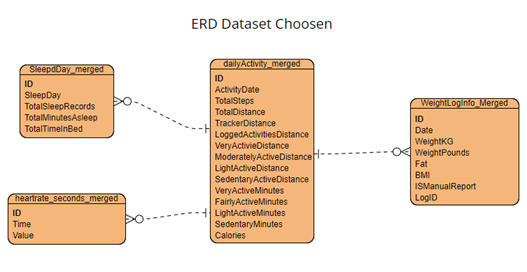 ERD Dataset Choosen
SleepdDay_merged
ID
SleepDay
TotalSleepRecords
TotalMinutesAsleep
TotalTimeInBed
heartrate_seconds_merged
ID
Time
Value
dailyActivity_merged
ID
ActivityDate
TotalSteps
TotalDistance
TrackerDistance
LoggedActivitiesDistance
VeryActivieDistance
ModeratelyActiveDistance
LightActiveDistance
SedentaryActiveDistance
VeryActiveMinutes
FairlyActiveMinutes
LightActiveMinutes
SedentaryMinutes
Calories
WeightLogInfo_Merged
ID
Date
WeightKG
WeightPounds
Fat
BMI
ISManualReport
LogID